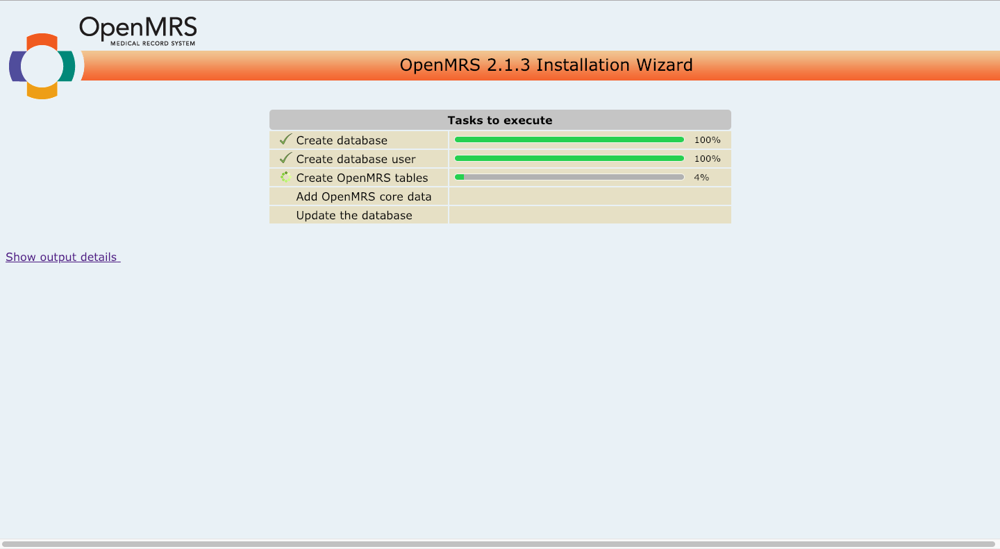 OpenMRS
MEDICAL RECORD SYSTEM
OpenMRS 2.1.3 Installation Wizard
Tasks to execute
Create database 100%
Create database user 100%
Create OpenMRS tables 4%
Add OpenMRS core data
Update the database
Show output details